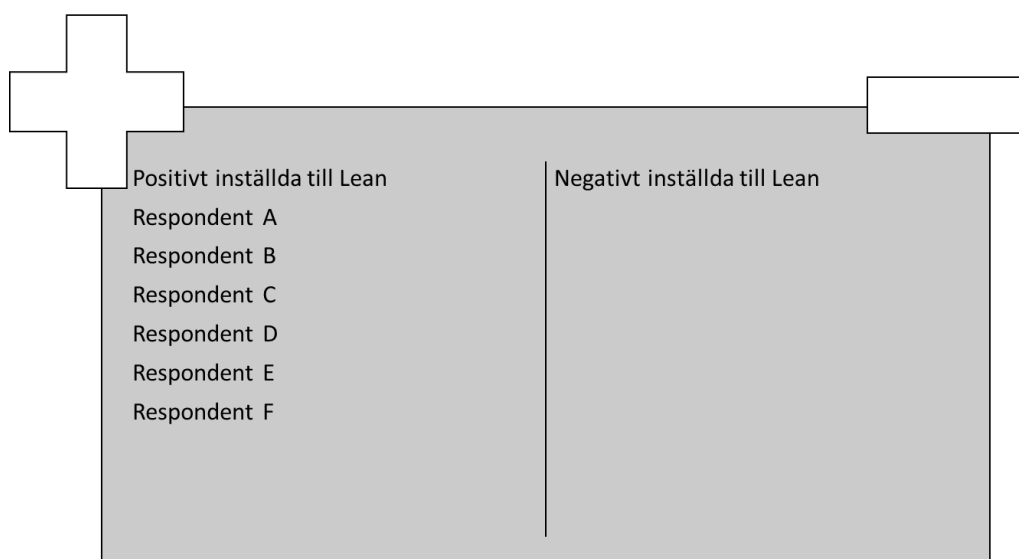 Positivt inställda till Lean
Respondent A
Respondent B
Respondent C
Respondent D
Respondent E
Respondent F
Negativt inställda till Lean